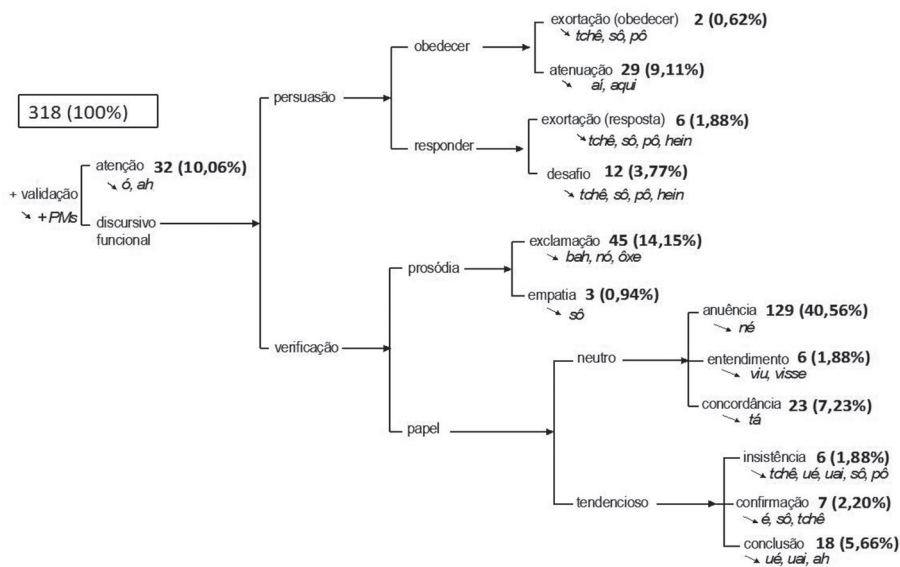 exortação (obedecer) 2 (0,62%)
tchê, sô, pô
obedecer
atenuação 29 (9,11%)
aí, aqui
persuasão
318 (100%)
exortação (resposta) 6 (1,88%)
tchê, sô, pô, hein
responder
desafio 12 (3,77%)
tchê, sô, pô, hein
atenção 32 (10,06%)
ó, ah
+ validação
+ PMs
discursivo
funcional
exclamação 45 (14,15%)
bah, nó, ôxe
prosódia
empatia 3 (0,94%)
sô
verificação
anuência 129 (40,56%)
né
neutro
entendimento 6 (1,88%)
viu, visse
concordância 23 (7,23%)
tá
papel
insistência 6 (1,88%)
tchê, ué, uai, sô, pô
tendencioso
confirmação 7 (2,20%)
é, sô, tchê
conclusão 18 (5,66%)
ué, uai, ah